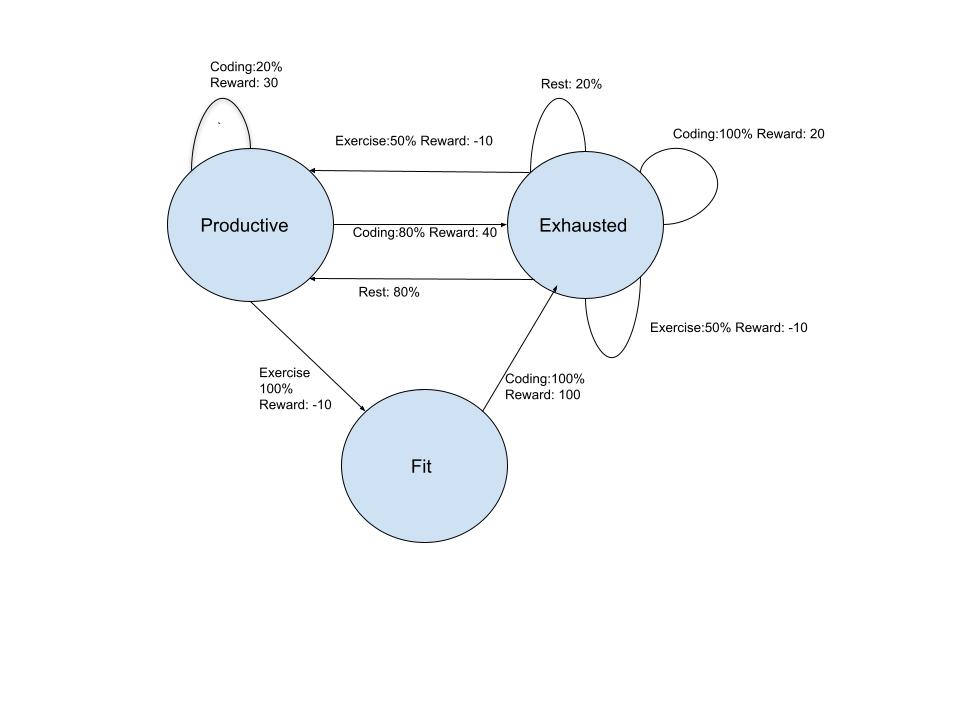 Coding:20%
Reward: 30
Rest: 20%
Coding:100% Reward: 20
Exercise:50% Reward: -10
Productive
Exhausted
Coding:80% Reward: 40
Rest: 80%
Exercise:50% Reward: -10
Exercise
100%
Reward: -10
Coding:100%
Reward: 100
Fit